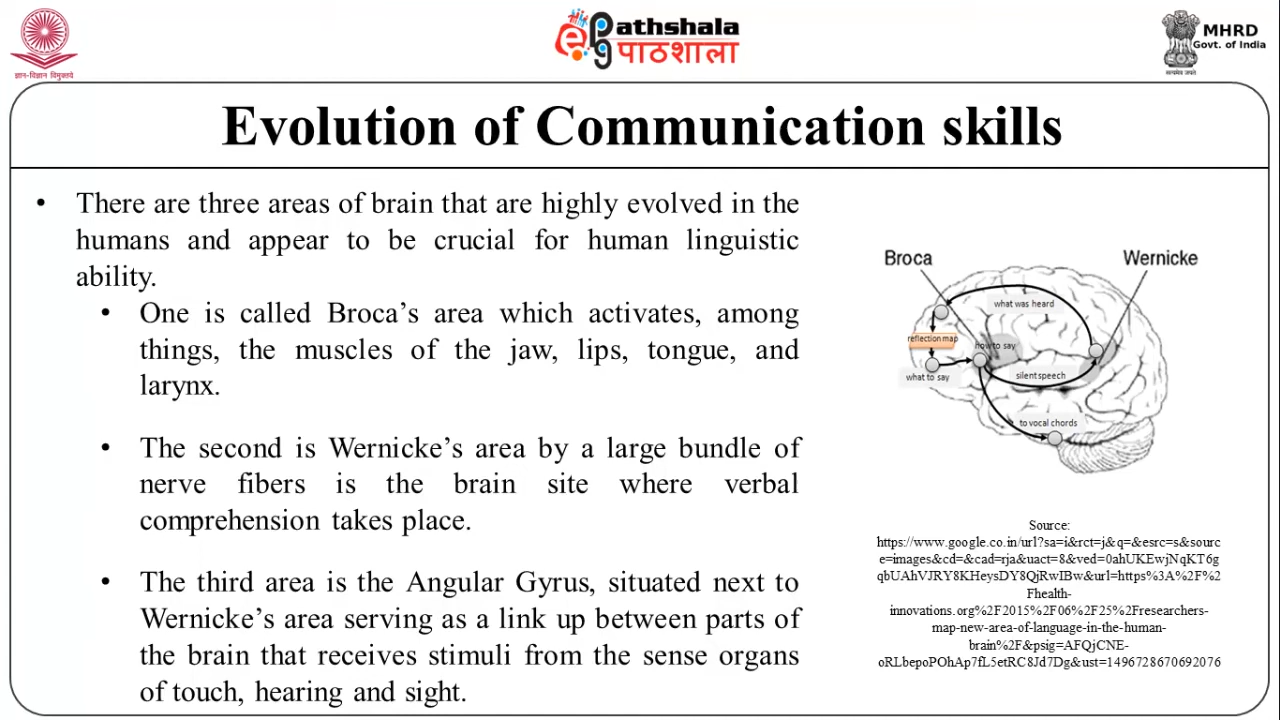 ज्ञान-विज्ञान विमुक्तये
ePG Pathshala
पाठशाला
MHRD
Govt. of India
सत्यमेव जयते
Evolution of Communication skills
• There are three areas of brain that are highly evolved in the
humans and appear to be crucial for human linguistic
ability.
• One is called Broca’s area which activates, among
things, the muscles of the jaw, lips, tongue, and
larynx.
• The second is Wernicke’s area by a large bundle of
nerve fibers is the brain site where verbal
comprehension takes place.
• The third area is the Angular Gyrus, situated next to
Wernicke’s area serving as a link up between parts of
the brain that receives stimuli from the sense organs
of touch, hearing and sight.
Broca
Wernicke
what was heard
reflection map
how to say
what to say
silent speech
to vocal chords
Source:
https://www.google.co.in/url?sa=i&rct=j&q=&esrc=s&sourc
e=images&cd=&cad=rja&uact=8&ved=0ahUKEwjNqKT6g
qbUAhVJRY8KHeysDY8QjRwIBw&url=https%3A%2F%2
Fhealth-
innovations.org%2F2015%2F06%2F25%2Fresearchers-
map-new-area-of-language-in-the-human-
brain%2F&psig=AFQjCNE-
oRLbepoPOhAp7fL5etRC8Jd7Dg&ust=1496728670692076